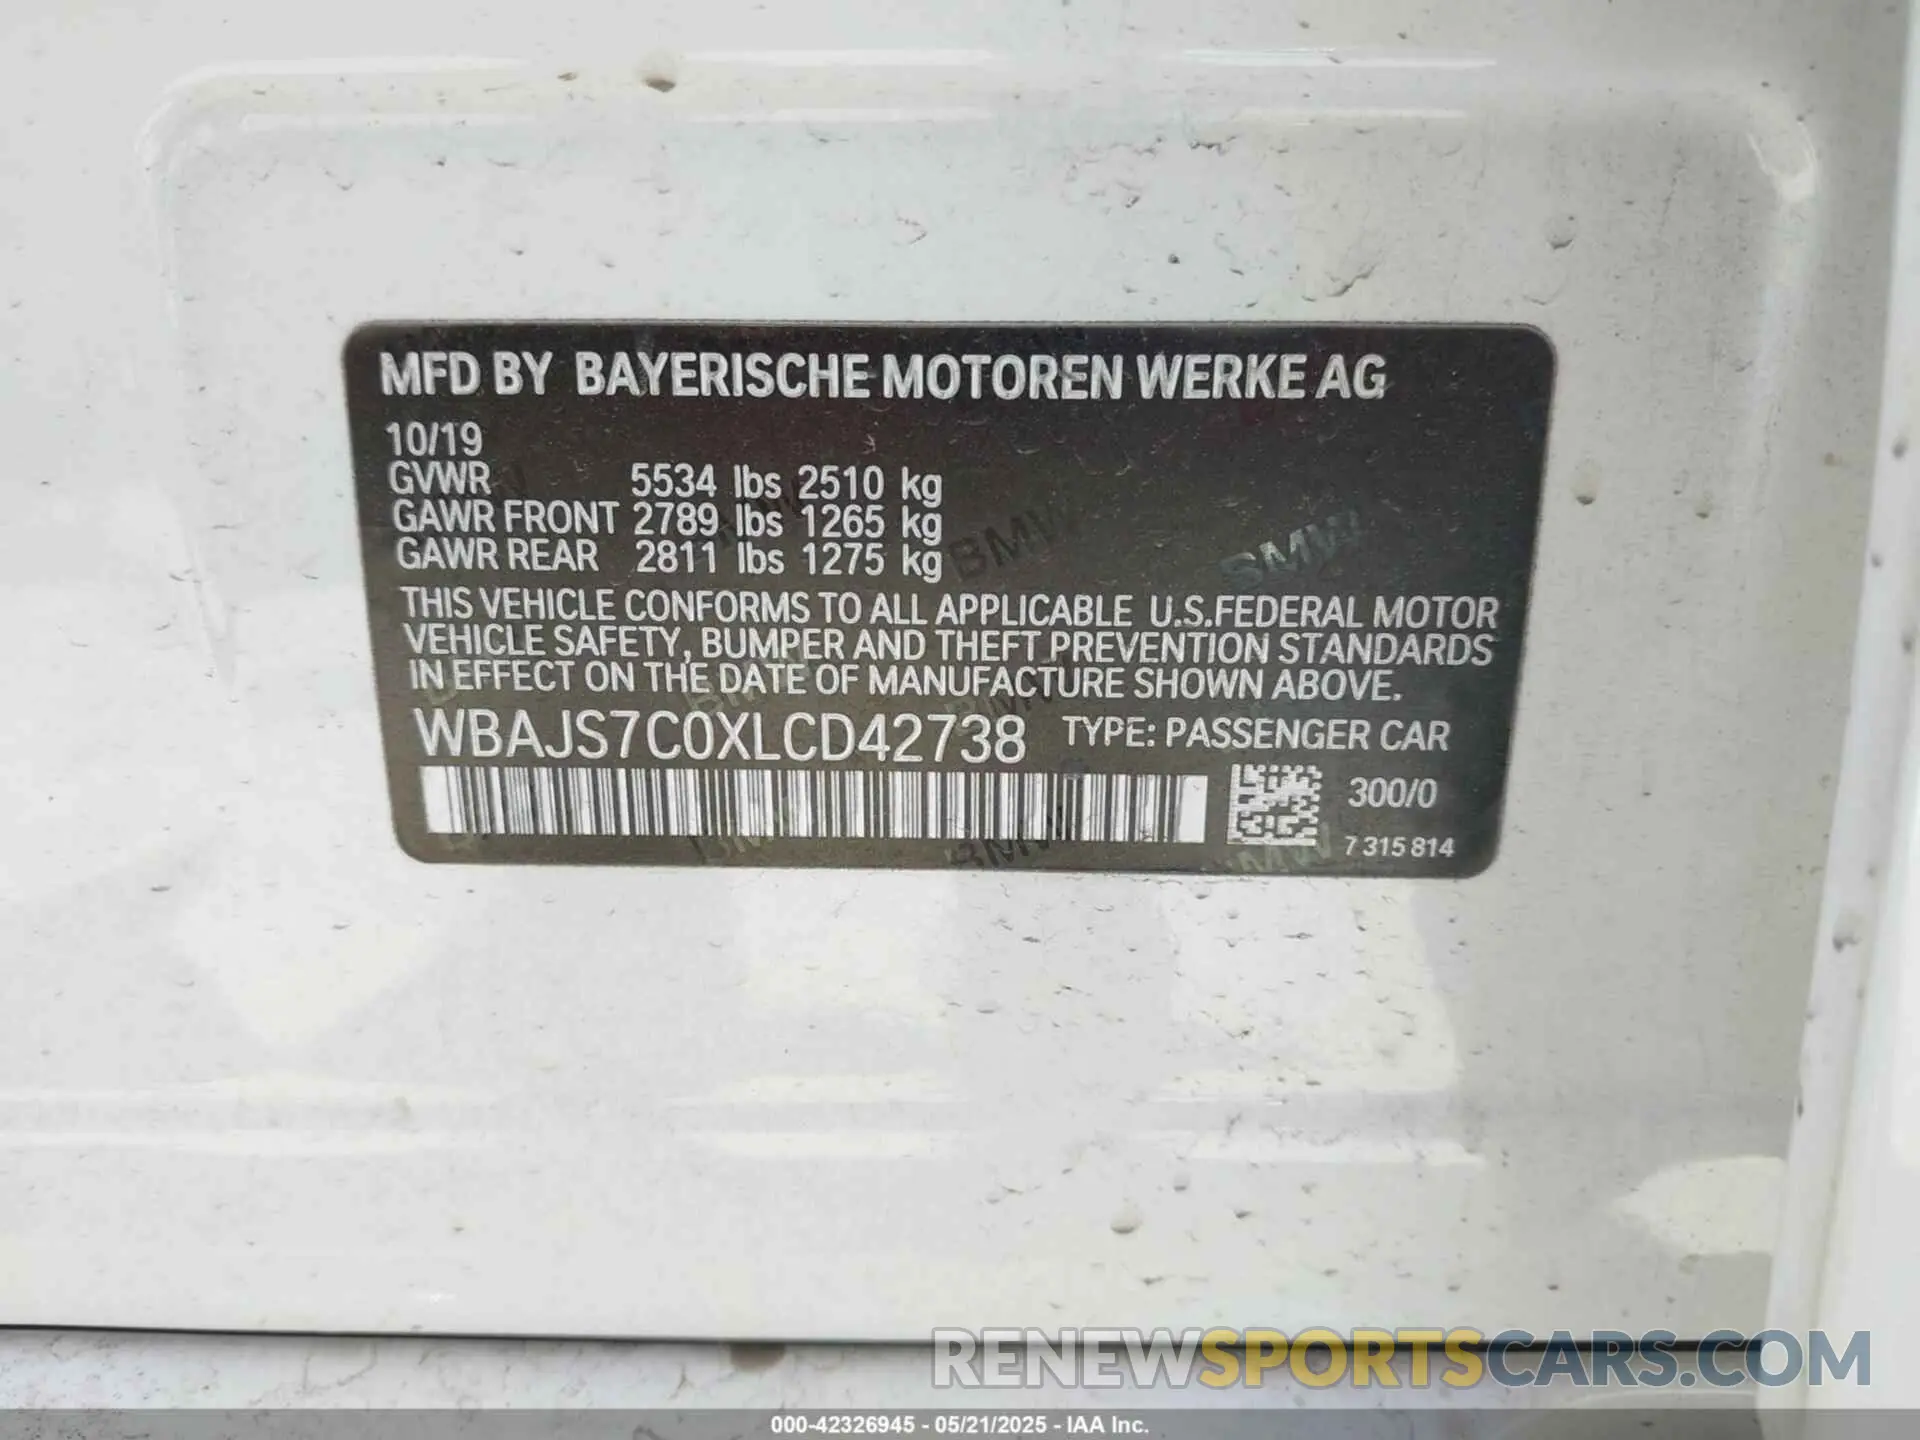 MFD BY BAYERISCHE MOTOREN WERKE AG
10/19
GVWR 5534 lbs 2510 kg
GAWR FRONT 2789 lbs 1265 kg
GAWR REAR 2811 lbs 1275 kg
THIS VEHICLE CONFORMS TO ALL APPLICABLE U.S.FEDERAL MOTOR
VEHICLE SAFETY, BUMPER AND THEFT PREVENTION STANDARDS
IN EFFECT ON THE DATE OF MANUFACTURE SHOWN ABOVE.
WBAJS7C0XLCD42738 TYPE: PASSENGER CAR
300/0
7 315 814
RENEWSPORTSCARS.COM
000-42326945 - 05/21/2025 - IAA Inc.